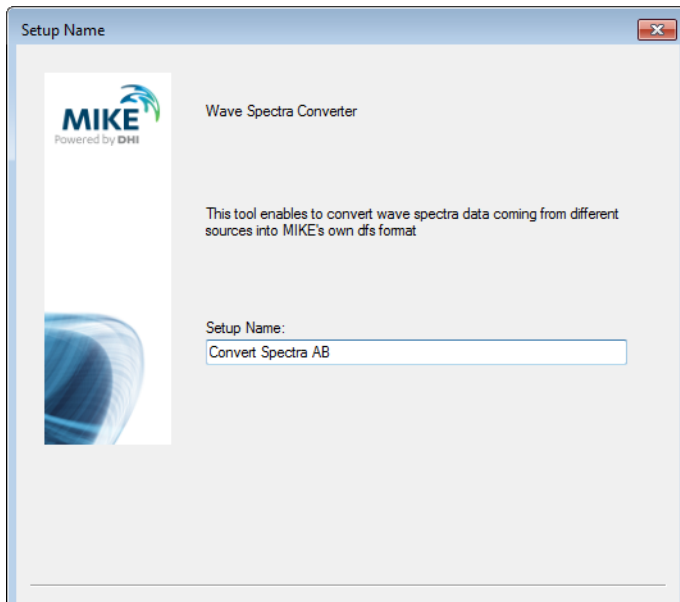 Setup Name
MIKE
Powered by DHI
Wave Spectra Converter
This tool enables to convert wave spectra data coming from different
sources into MIKE's own dfs format
Setup Name:
Convert Spectra AB